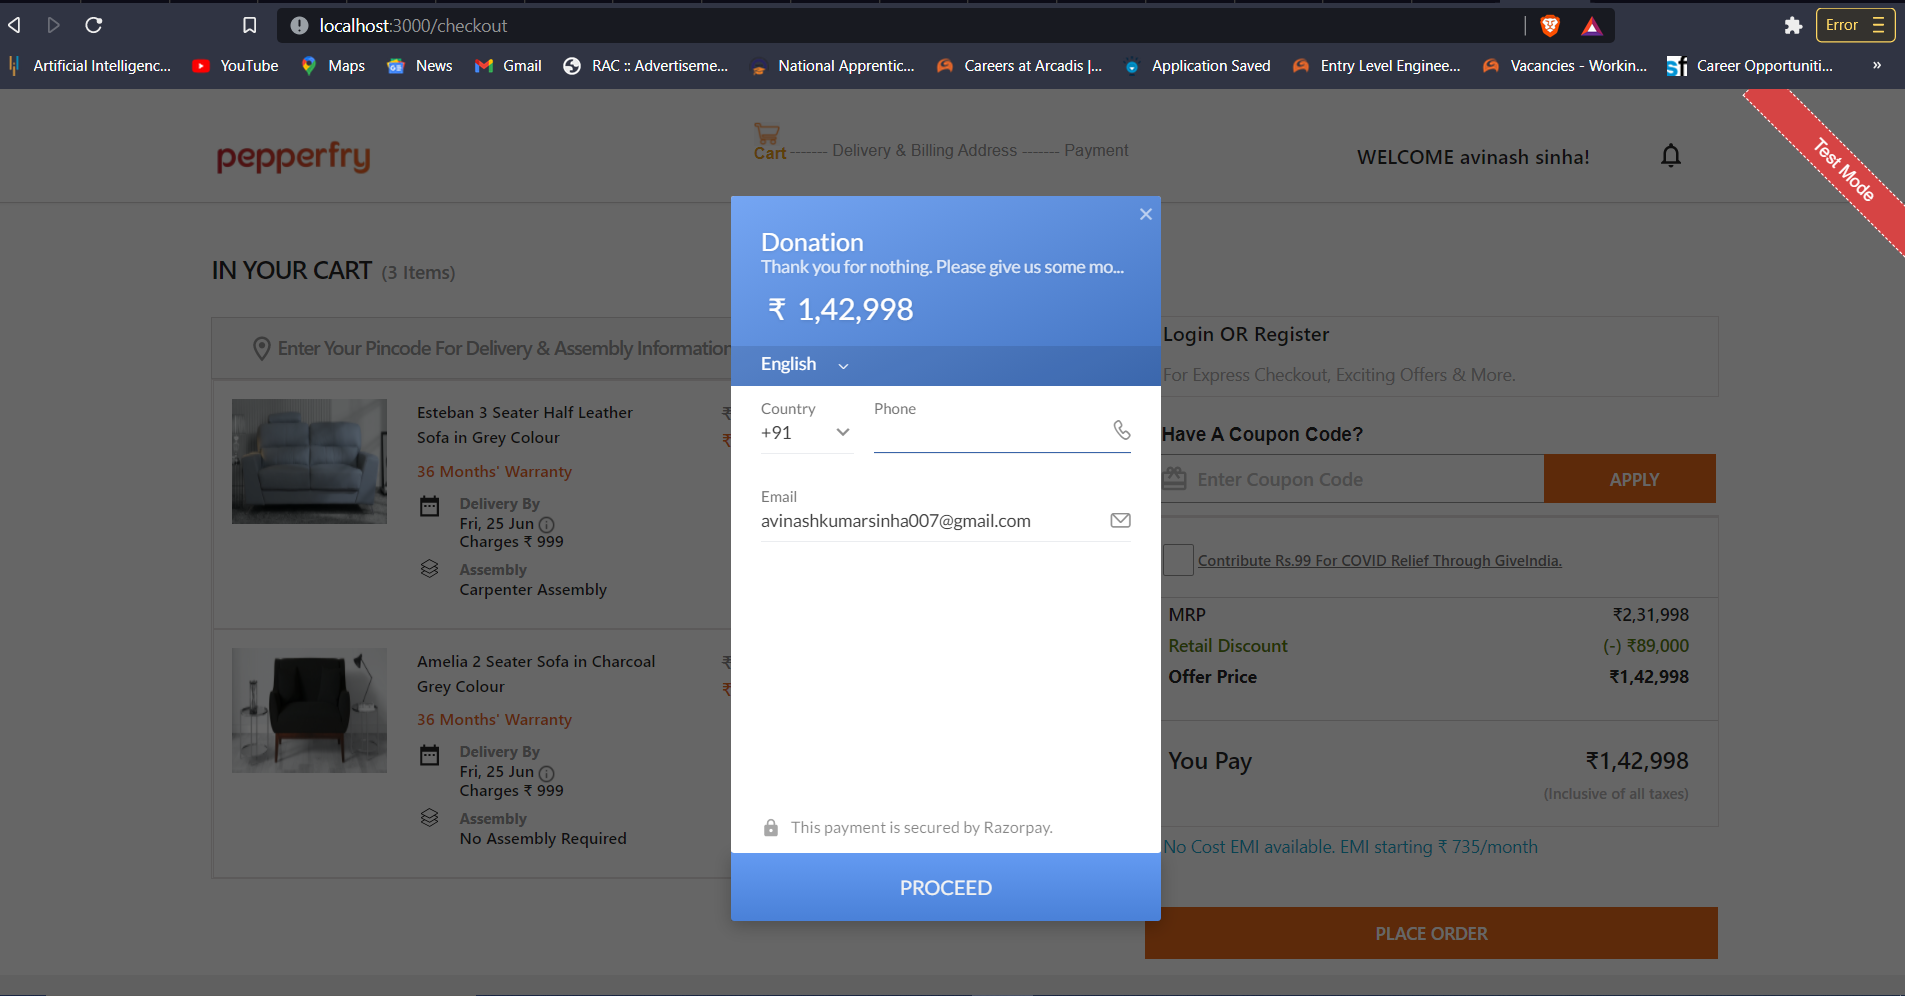 localhost:3000/checkout
Error
Artificial Intelligenc...
YouTube
Maps
News
Gmail
RAC :: Advertiseme...
National Apprentic...
Careers at Arcadis |...
Application Saved
Entry Level Enginee...
Vacancies - Workin...
Career Opportuniti...
»
pepperfry
Cart ------- Delivery & Billing Address ------- Payment
WELCOME avinash sinha!
Test Mode
IN YOUR CART (3 Items)
Enter Your Pincode For Delivery & Assembly Information
Esteban 3 Seater Half Leather
Sofa in Grey Colour
₹
₹
36 Months' Warranty
Delivery By
Fri, 25 Jun
Charges ₹ 999
Assembly
Carpenter Assembly
Amelia 2 Seater Sofa in Charcoal
Grey Colour
₹
₹
36 Months' Warranty
Delivery By
Fri, 25 Jun
Charges ₹ 999
Assembly
No Assembly Required
Donation
Thank you for nothing. Please give us some mo...
₹ 1,42,998
English
Country
+91
Phone
Email
avinashkumarsinha007@gmail.com
This payment is secured by Razorpay.
PROCEED
Login OR Register
For Express Checkout, Exciting Offers & More.
Have A Coupon Code?
Enter Coupon Code
APPLY
Contribute Rs.99 For COVID Relief Through GiveIndia.
MRP ₹2,31,998
Retail Discount (-) ₹89,000
Offer Price ₹1,42,998
You Pay ₹1,42,998
(Inclusive of all taxes)
No Cost EMI available. EMI starting ₹ 735/month
PLACE ORDER